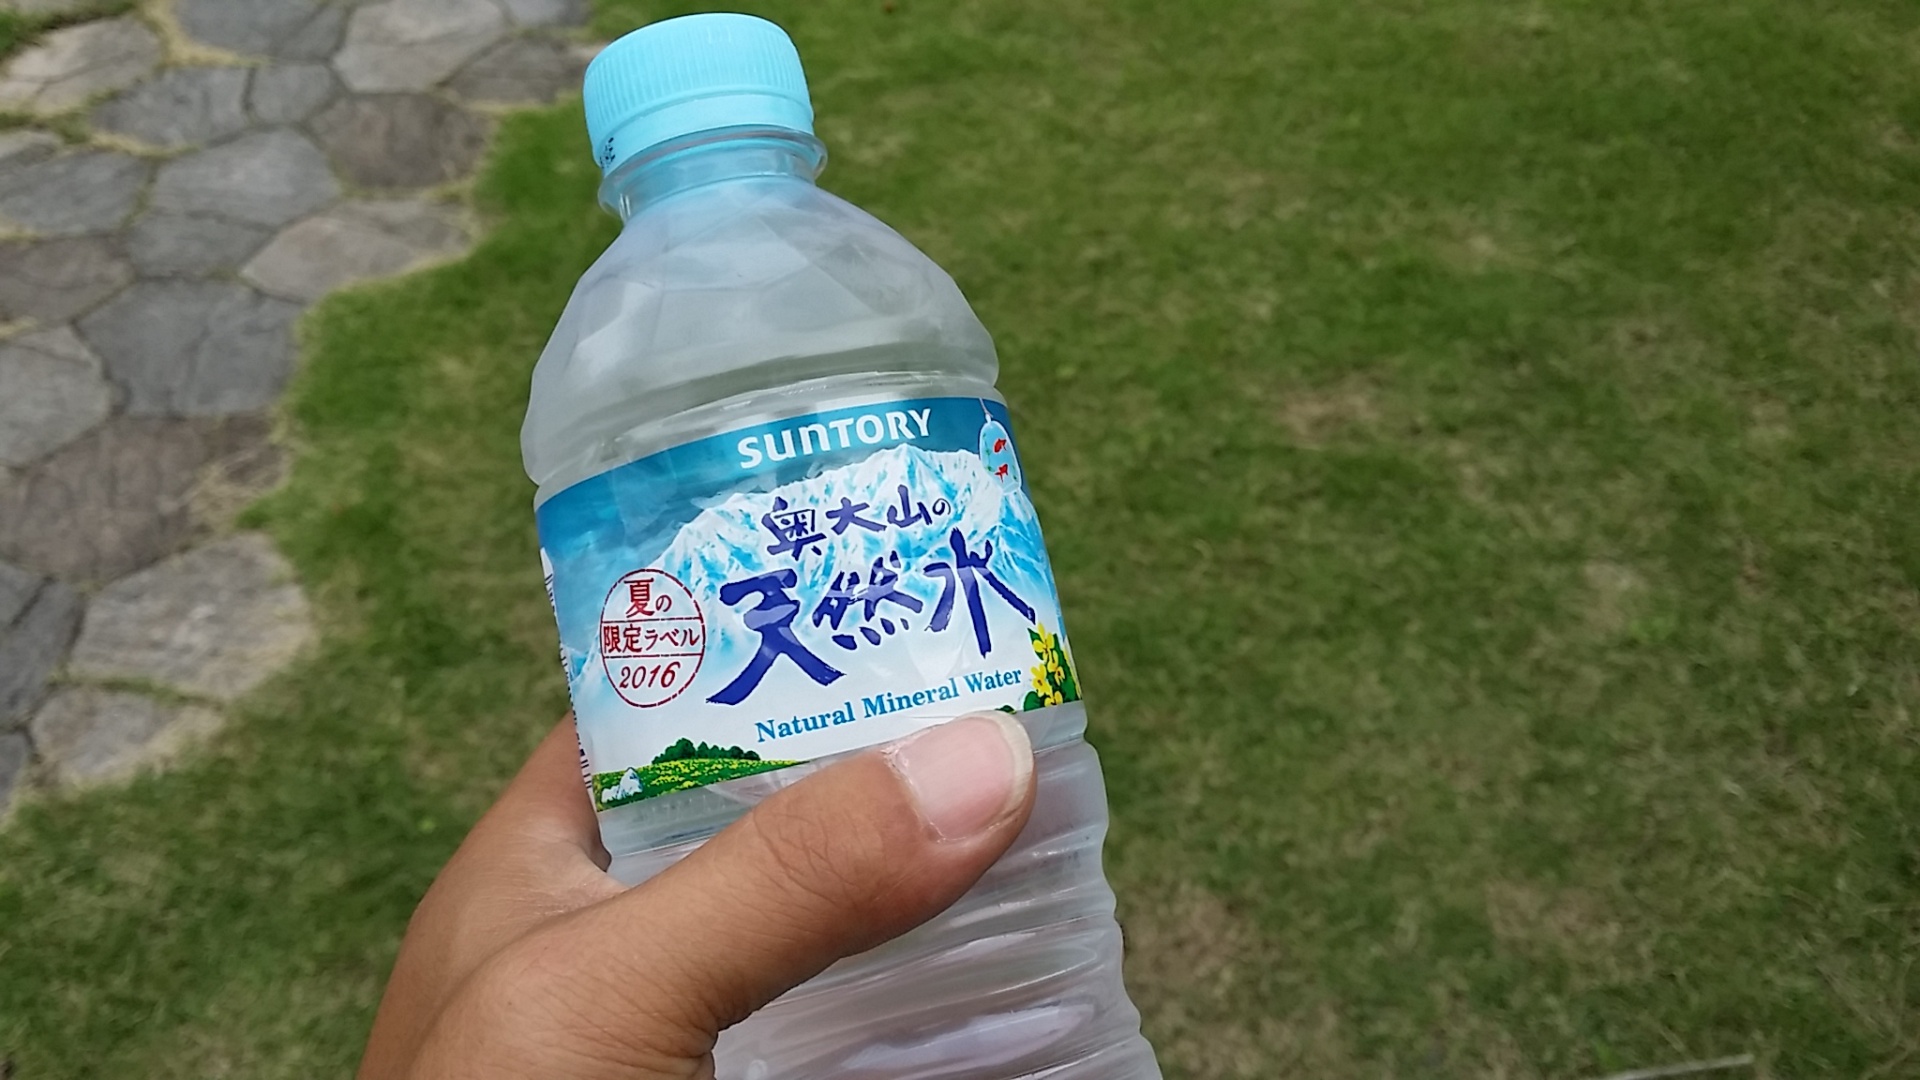 SUNTORY
奥大山の
天然水
夏の
限定ラベル
2016
Natural Mineral Water